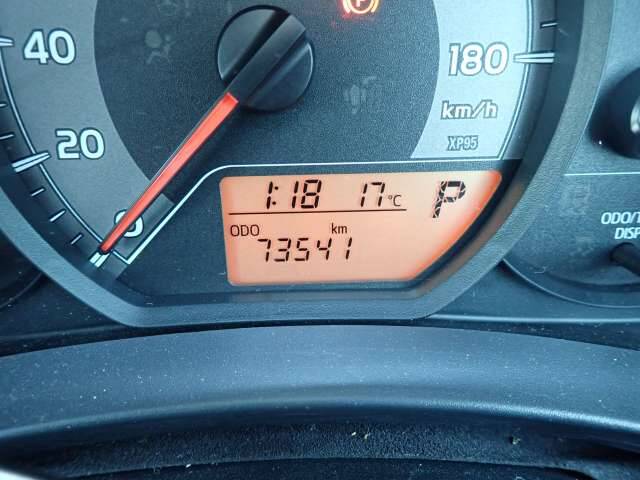 (P)
40
180
km/h
XP95
20
0
1:18 17°C P
ODO km
73541
ODO/T
DISP